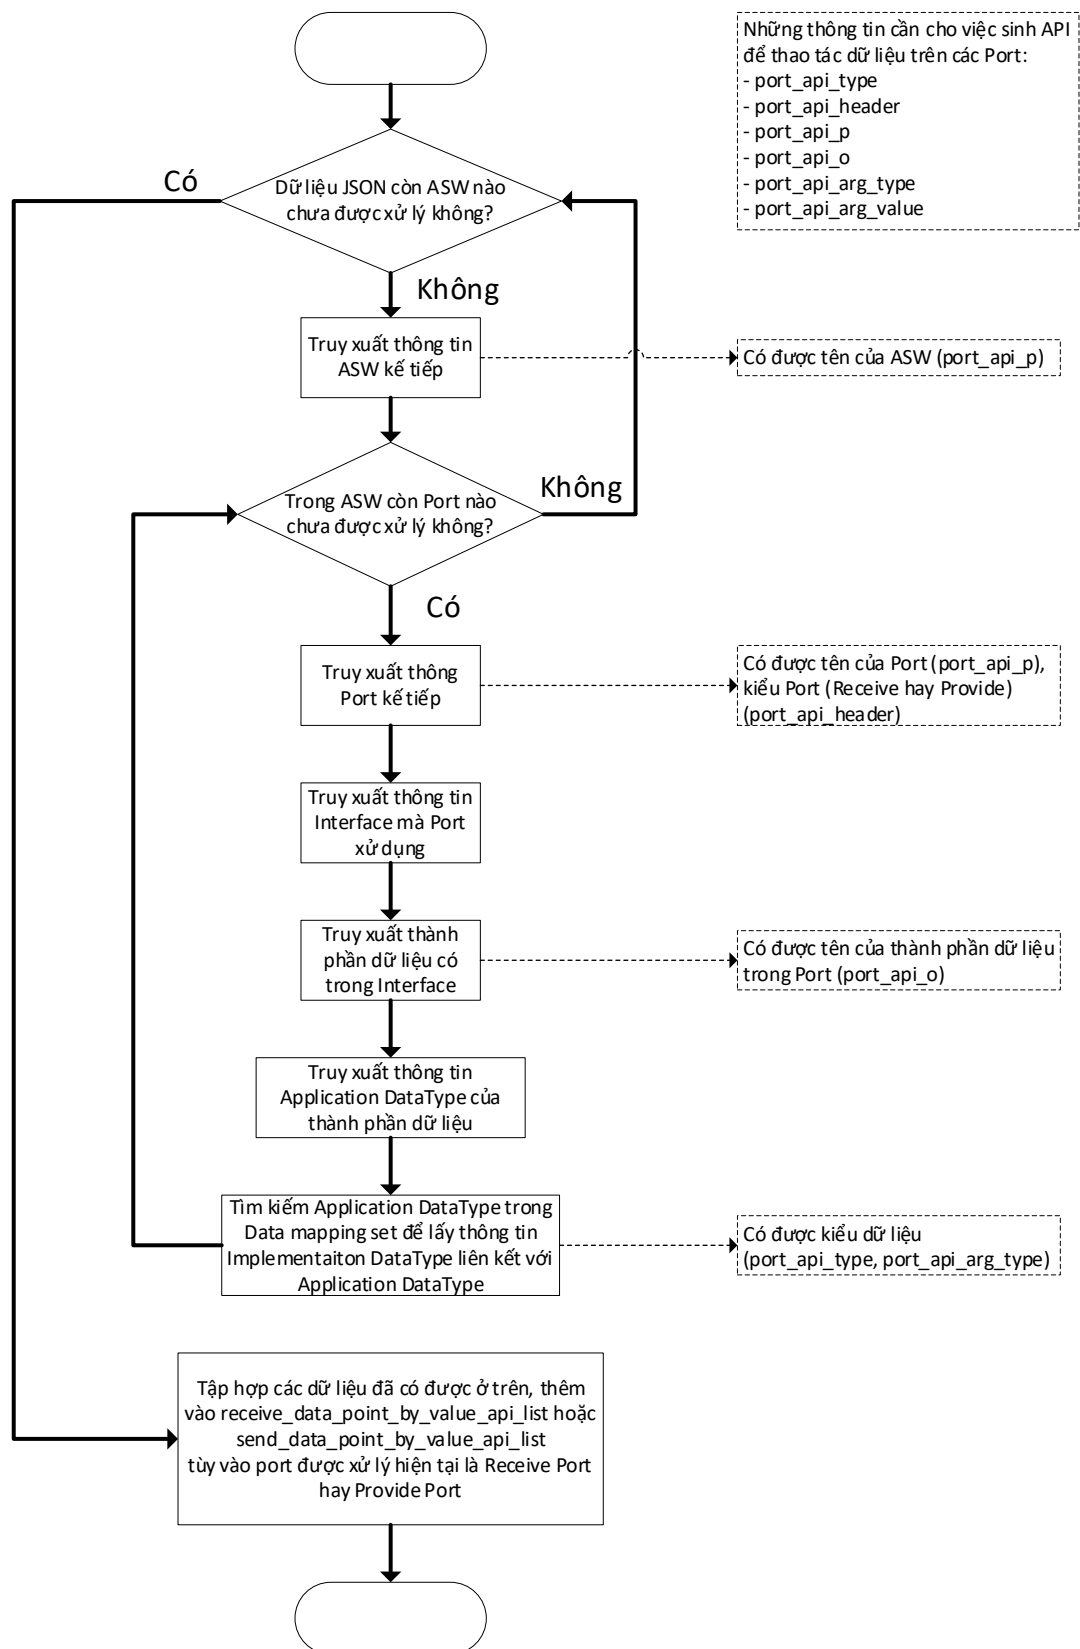 Những thông tin cần cho việc sinh API
để thao tác dữ liệu trên các Port:
- port_api_type
- port_api_header
- port_api_p
- port_api_o
- port_api_arg_type
- port_api_arg_value
Có
Dữ liệu JSON còn ASW nào
chưa được xử lý không?
Không
Truy xuất thông tin
ASW kế tiếp
Có được tên của ASW (port_api_p)
Trong ASW còn Port nào
chưa được xử lý không?
Không
Có
Truy xuất thông
Port kế tiếp
Có được tên của Port (port_api_p),
kiểu Port (Receive hay Provide)
(port_api_header)
Truy xuất thông tin
Interface mà Port
xử dụng
Truy xuất thành
phần dữ liệu có
trong Interface
Có được tên của thành phần dữ liệu
trong Port (port_api_o)
Truy xuất thông tin
Application DataType của
thành phần dữ liệu
Tìm kiếm Application DataType trong
Data mapping set để lấy thông tin
Implementaiton DataType liên kết với
Application DataType
Có được kiểu dữ liệu
(port_api_type, port_api_arg_type)
Tập hợp các dữ liệu đã có được ở trên, thêm
vào receive_data_point_by_value_api_list hoặc
send_data_point_by_value_api_list
tùy vào port được xử lý hiện tại là Receive Port
hay Provide Port